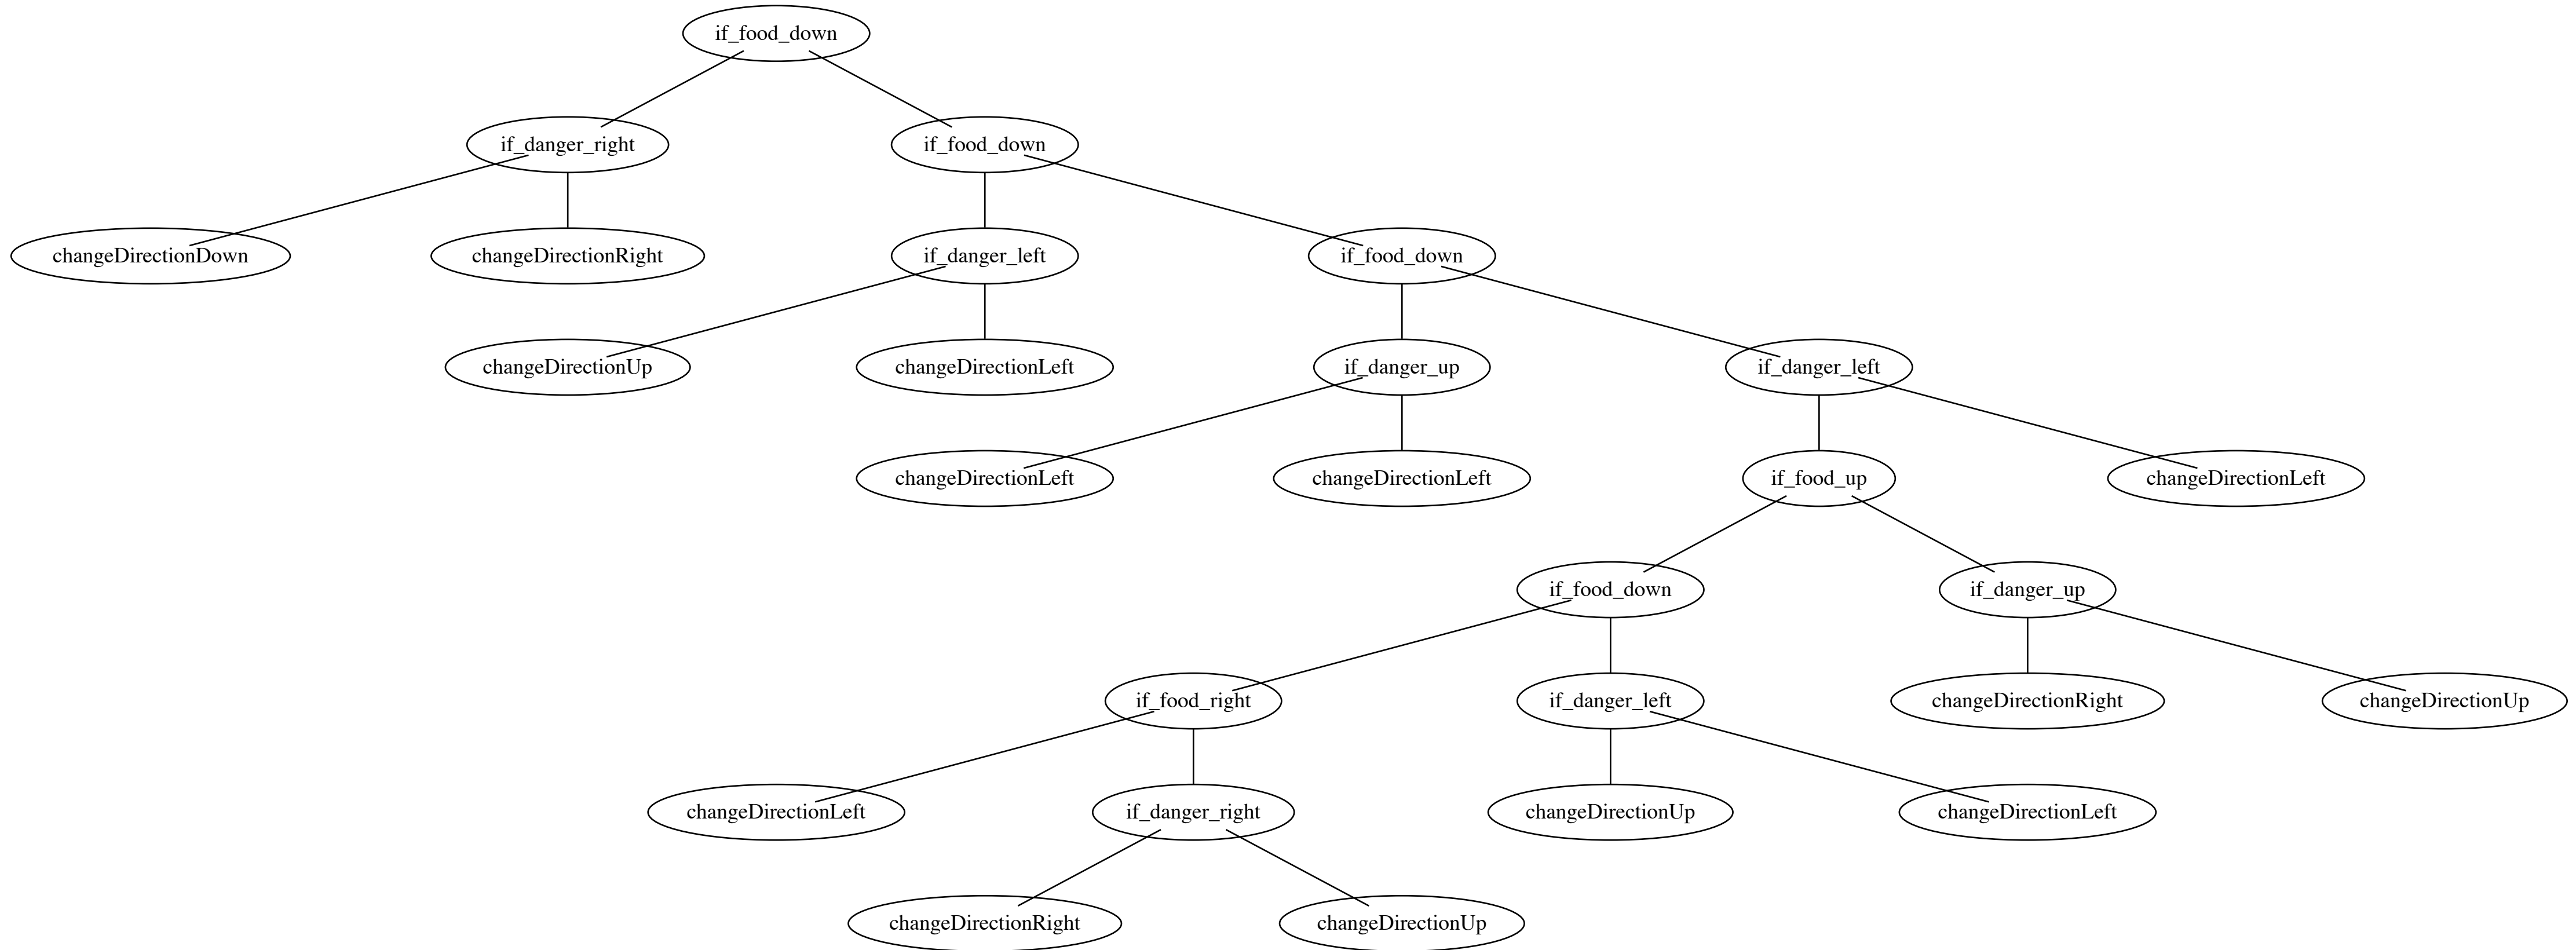 if_food_down
if_danger_right
if_food_down
changeDirectionDown
changeDirectionRight
if_danger_left
if_food_down
changeDirectionUp
changeDirectionLeft
if_danger_up
if_danger_left
changeDirectionLeft
changeDirectionLeft
if_food_up
changeDirectionLeft
if_food_down
if_danger_up
if_food_right
if_danger_left
changeDirectionRight
changeDirectionUp
changeDirectionLeft
if_danger_right
changeDirectionUp
changeDirectionLeft
changeDirectionRight
changeDirectionUp